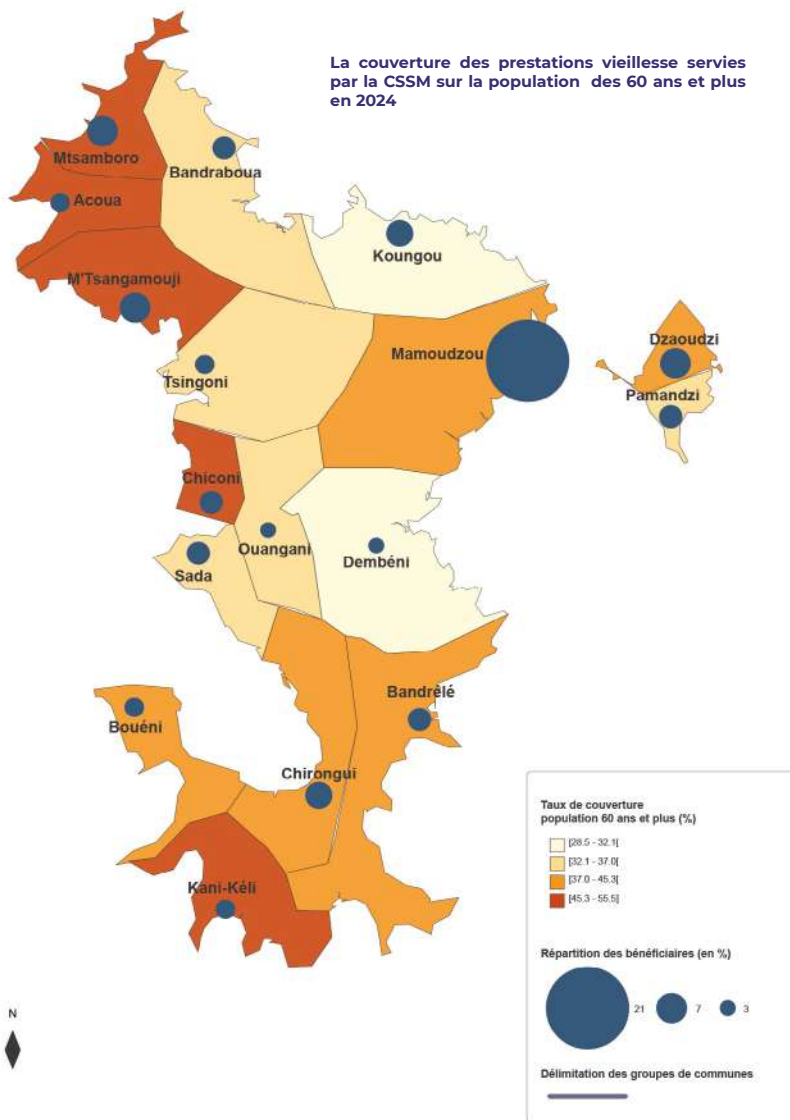 La couverture des prestations vieillesse servies
par la CSSM sur la population des 60 ans et plus
en 2024
Mtsamboro
Bandraboua
Acoua
Koungou
M'Tsangamouji
Dzaoudzi
Mamoudzou
Tsingoni
Pamandzi
Chiconi
Ouangani
Dembéni
Sada
Bandrélé
Bouéni
Chirongui
Kani-Kéli
N
Taux de couverture
population 60 ans et plus (%)
[28.5 - 32.1[
[32.1 - 37.0[
[37.0 - 45.3[
[45.3 - 55.5]
Répartition des bénéficiaires (en %)
21
7
3
Délimitation des groupes de communes